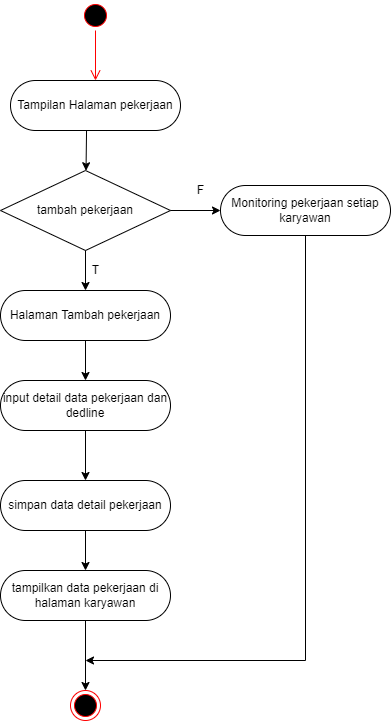 Tampilan Halaman pekerjaan
tambah pekerjaan
F
Monitoring pekerjaan setiap
karyawan
T
Halaman Tambah pekerjaan
input detail data pekerjaan dan
dedline
simpan data detail pekerjaan
tampilkan data pekerjaan di
halaman karyawan